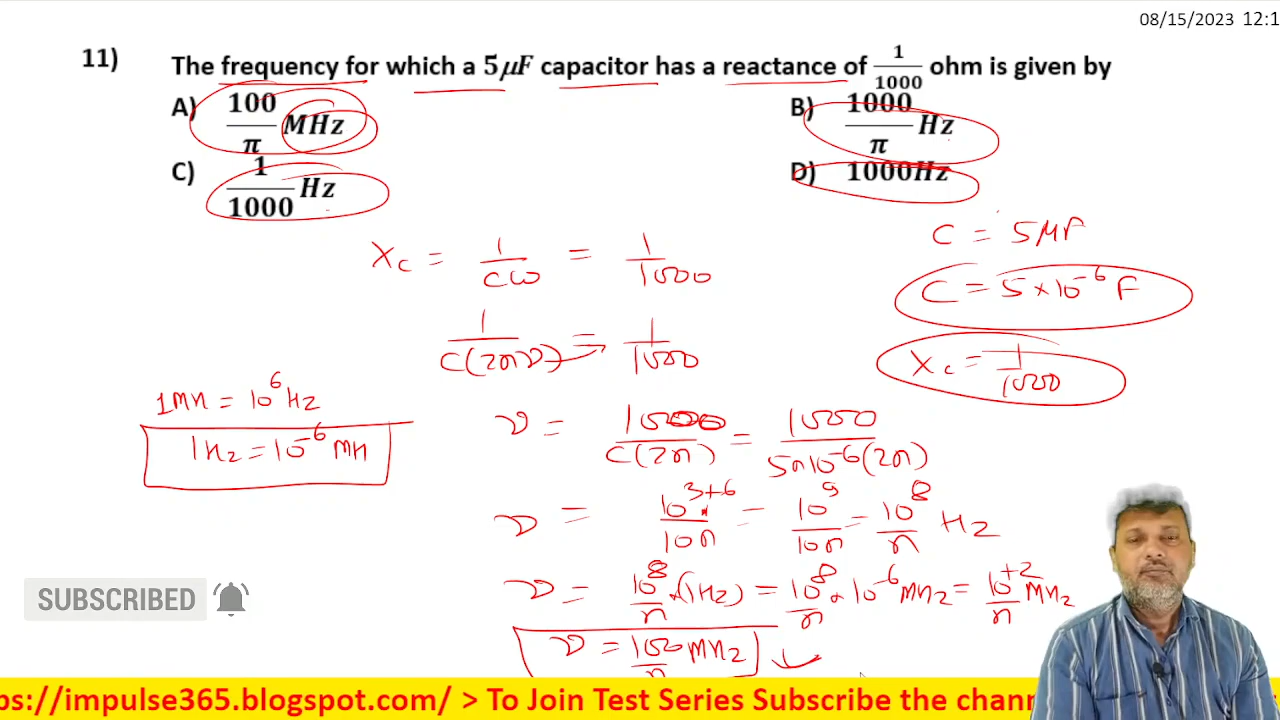 08/15/2023 12:1
11) The frequency for which a 5μF capacitor has a reactance of 1/1000 ohm is given by
A) 100/π MHz B) 1000/π Hz
C) 1/1000 Hz D) 1000Hz
C = 5μF
Xc = 1/cω = 1/1000
C = 5×10⁻⁶ F
1/c(2πν) = 1/1000
Xc = 1/1000
1MH = 10⁶ Hz
1Hz = 10⁻⁶ MH
ν = 1000/c(2π) = 1000/5×10⁻⁶(2π)
ν = 10³⁺⁶/10π = 10⁹/10π = 10⁸/π Hz
ν = 10⁸/π × (1Hz) = 10⁸/π × 10⁻⁶ MHz = 10⁺²/π MHz
ν = 100/π MHz
SUBSCRIBED
ps://impulse365.blogspot.com/ > To Join Test Series Subscribe the chann